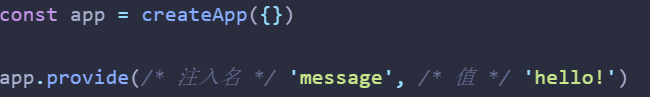 const app = createApp({})
app.provide(/* 注入名 */ 'message', /* 值 */ 'hello!')